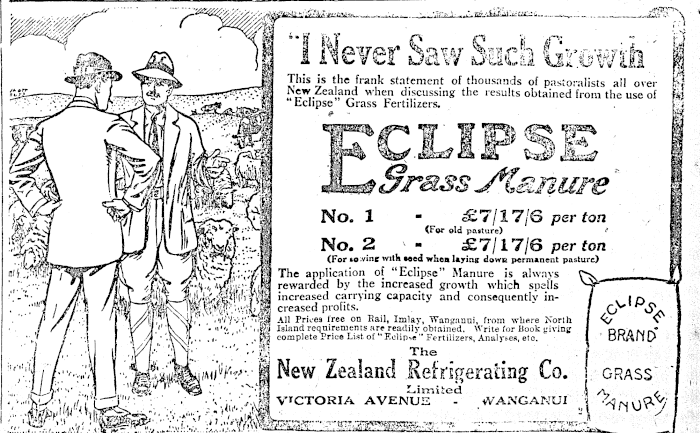 "I Never Saw Such Growth
This is the frank statement of thousands of pastoralists all over
New Zealand when discussing the results obtained from the use of
"Eclipse" Grass Fertilizers.
ECLIPSE
Grass Manure
No. 1 - £7/17/6 per ton
(For old pasture)
No. 2 - £7/17/6 per ton
(For sowing with seed when laying down permanent pasture)
The application of "Eclipse" Manure is always
rewarded by the increased growth which spells
increased carrying capacity and consequently in-
creased profits.
All Prices free on Rail, Imlay, Wanganui, from where North
Island requirements are readily obtained. Write for Book giving
complete Price List of "Eclipse" Fertilizers, Analyses, etc.
The
New Zealand Refrigerating Co.
Limited
VICTORIA AVENUE - WANGANUI
ECLIPSE
BRAND
GRASS
MANURE